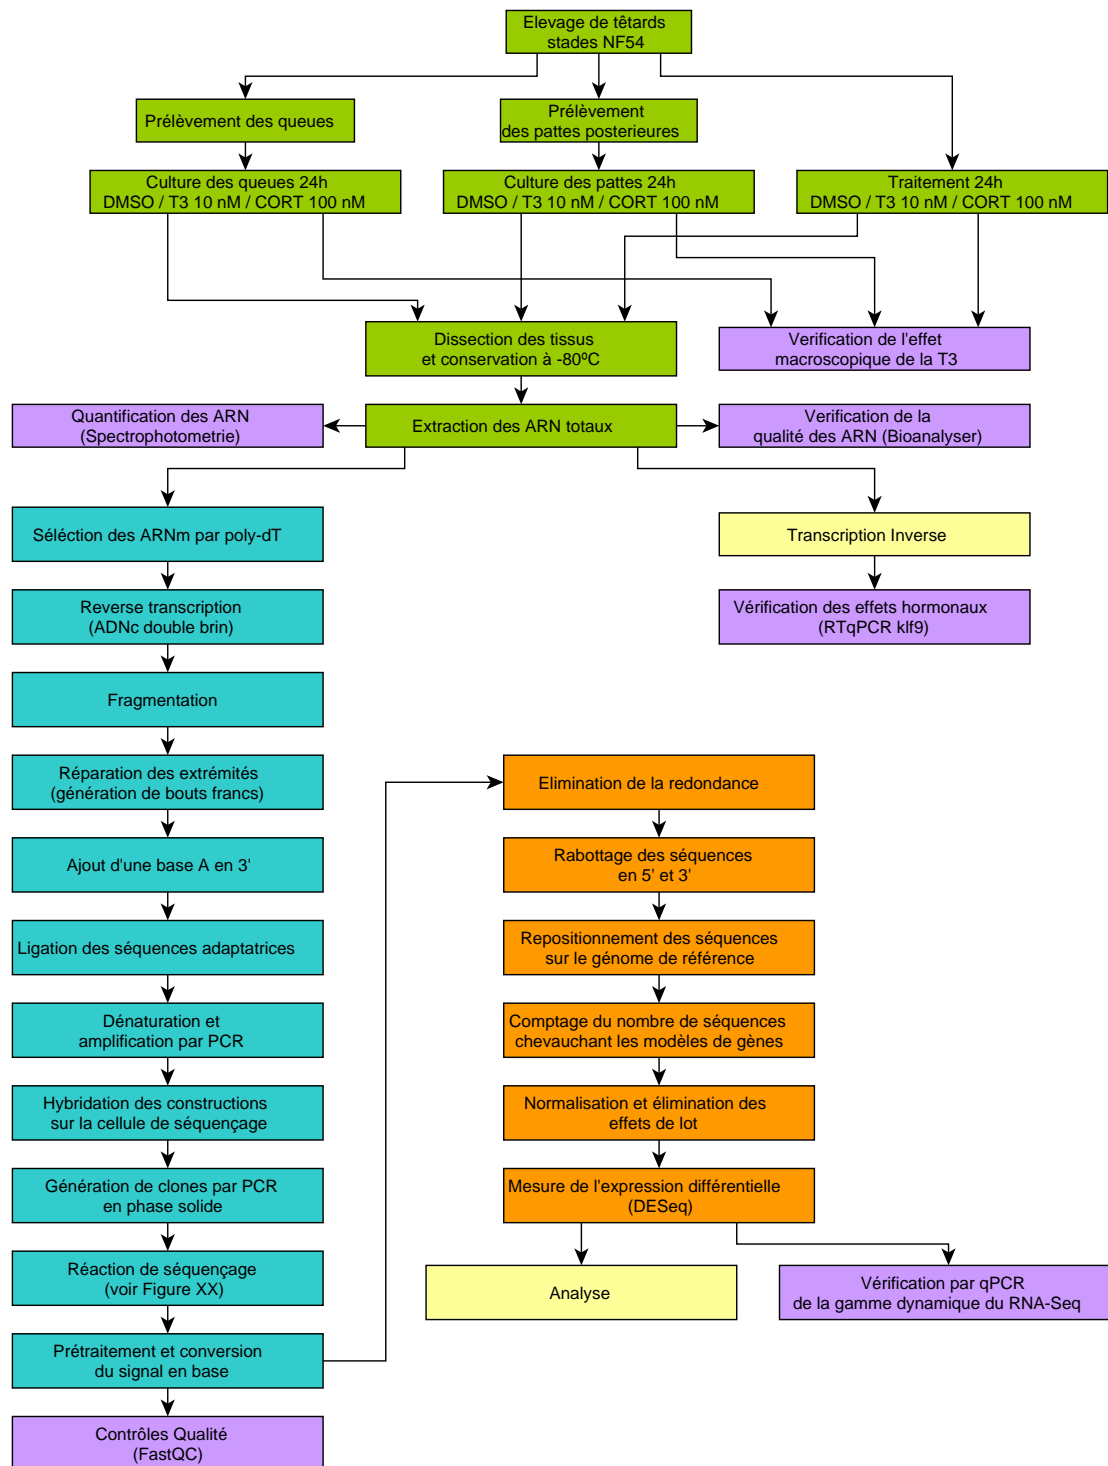 Elevage de têtards
stades NF54
Prélèvement des queues
Prélèvement
des pattes posterieures
Culture des queues 24h
DMSO / T3 10 nM / CORT 100 nM
Culture des pattes 24h
DMSO / T3 10 nM / CORT 100 nM
Traitement 24h
DMSO / T3 10 nM / CORT 100 nM
Dissection des tissus
et conservation à -80ºC
Verification de l'effet
macroscopique de la T3
Quantification des ARN
(Spectrophotometrie)
Extraction des ARN totaux
Verification de la
qualité des ARN (Bioanalyser)
Séléction des ARNm par poly-dT
Transcription Inverse
Reverse transcription
(ADNc double brin)
Vérification des effets hormonaux
(RTqPCR klf9)
Fragmentation
Réparation des extrémités
(génération de bouts francs)
Ajout d'une base A en 3'
Ligation des séquences adaptatrices
Dénaturation et
amplification par PCR
Hybridation des constructions
sur la cellule de séquençage
Génération de clones par PCR
en phase solide
Réaction de séquençage
(voir Figure XX)
Prétraitement et conversion
du signal en base
Contrôles Qualité
(FastQC)
Elimination de la redondance
Rabottage des séquences
en 5' et 3'
Repositionnement des séquences
sur le génome de référence
Comptage du nombre de séquences
chevauchant les modèles de gènes
Normalisation et élimination des
effets de lot
Mesure de l'expression différentielle
(DESeq)
Analyse
Vérification par qPCR
de la gamme dynamique du RNA-Seq